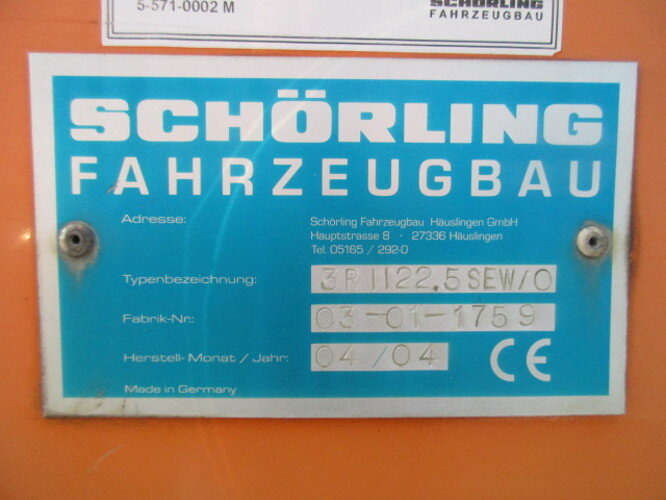 5-571-0002 M
SCHÖRLING
FAHRZEUGBAU
SCHÖRLING
FAHRZEUGBAU
Adresse: Schörling Fahrzeugbau Häuslingen GmbH
Hauptstrasse 8 · 27336 Häuslingen
Tel. 05165 / 292-0
Typenbezeichnung: 3R1122.5SEW/O
Fabrik-Nr.: 03-01-1759
Herstell-Monat / Jahr: 04/04 CE
Made in Germany